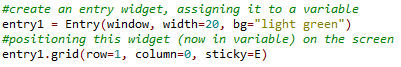 #create an entry widget, assigning it to a variable
entry1 = Entry(window, width=20, bg="light green")
#positioning this widget (now in variable) on the screen
entry1.grid(row=1, column=0, sticky=E)